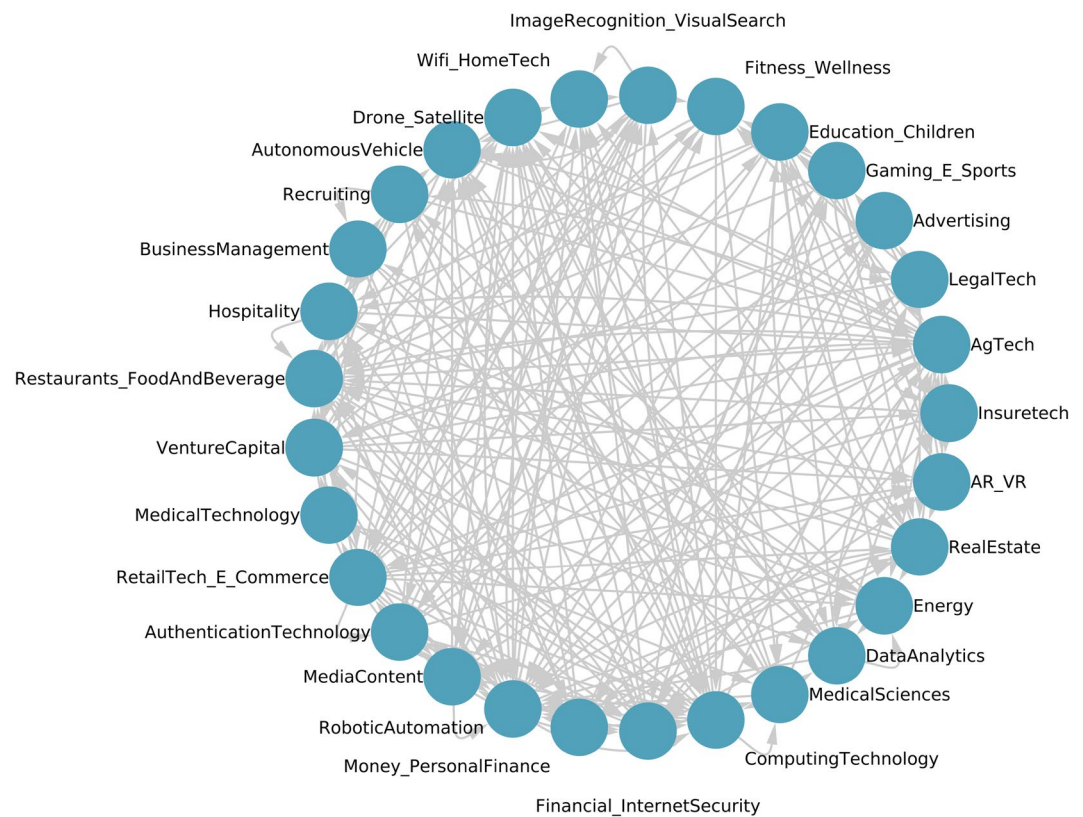 ImageRecognition_VisualSearch
Wifi_HomeTech
Fitness_Wellness
Drone_Satellite
Education_Children
AutonomousVehicle
Gaming_E_Sports
Recruiting
Advertising
BusinessManagement
LegalTech
Hospitality
AgTech
Restaurants_FoodAndBeverage
Insuretech
VentureCapital
AR_VR
MedicalTechnology
RealEstate
RetailTech_E_Commerce
Energy
AuthenticationTechnology
DataAnalytics
MediaContent
MedicalSciences
RoboticAutomation
ComputingTechnology
Money_PersonalFinance
Financial_InternetSecurity